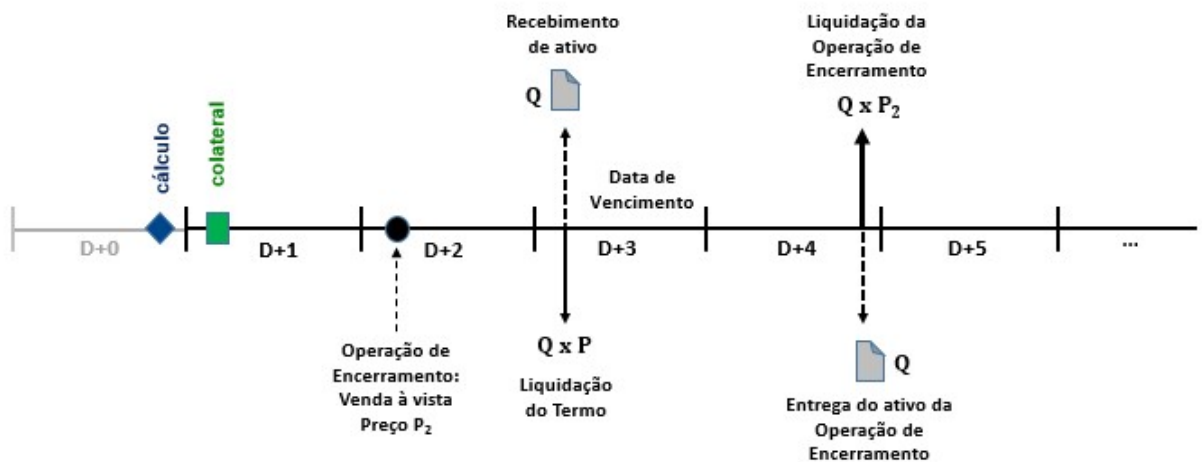 Recebimento
de ativo
Q
Liquidação da
Operação de
Encerramento
Q x P₂
cálculo
colateral
Data de
Vencimento
D+0
D+1
D+2
D+3
D+4
D+5
...
Operação de
Encerramento:
Venda à vista
Preço P₂
Q x P
Liquidação
do Termo
Q
Entrega do ativo da
Operação de
Encerramento